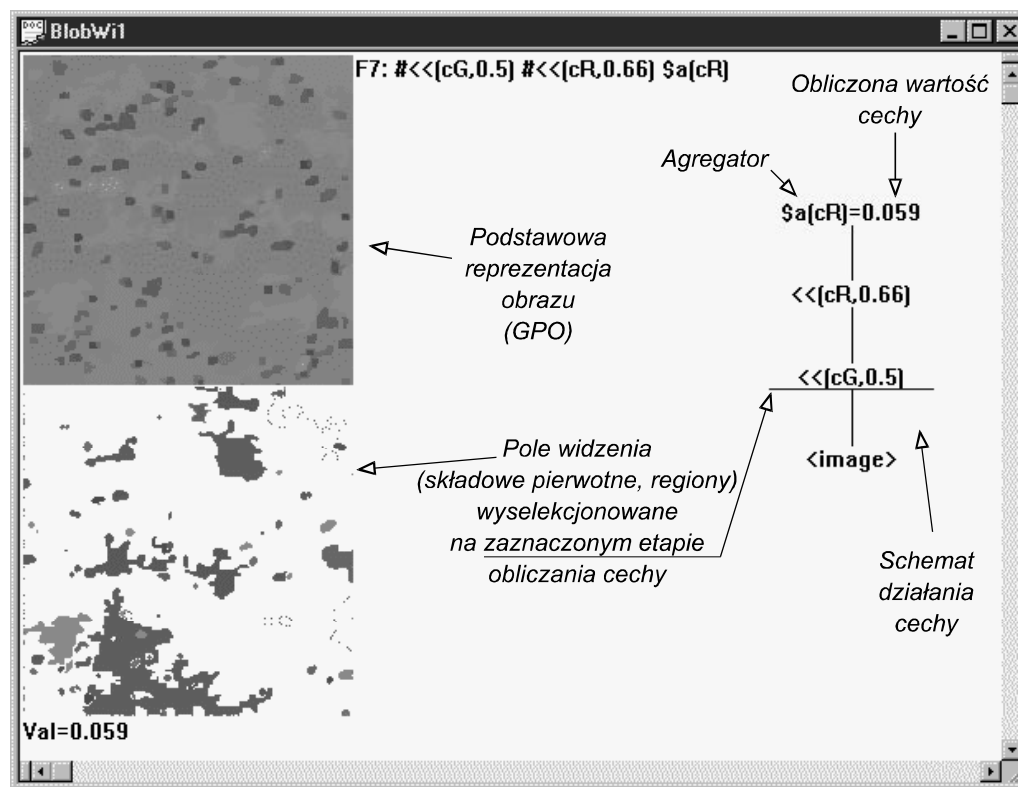 BlobWi1
F7: #<<(cG,0.5) #<<(cR,0.66) $a(cR)
Obliczona wartość
cechy
Agregator
$a(cR)=0.059
Podstawowa
reprezentacja
obrazu
(GPO)
<<(cR,0.66)
<<(cG,0.5)
<image>
Pole widzenia
(składowe pierwotne, regiony)
wyselekcjonowane
na zaznaczonym etapie
obliczania cechy
Schemat
działania
cechy
Val=0.059